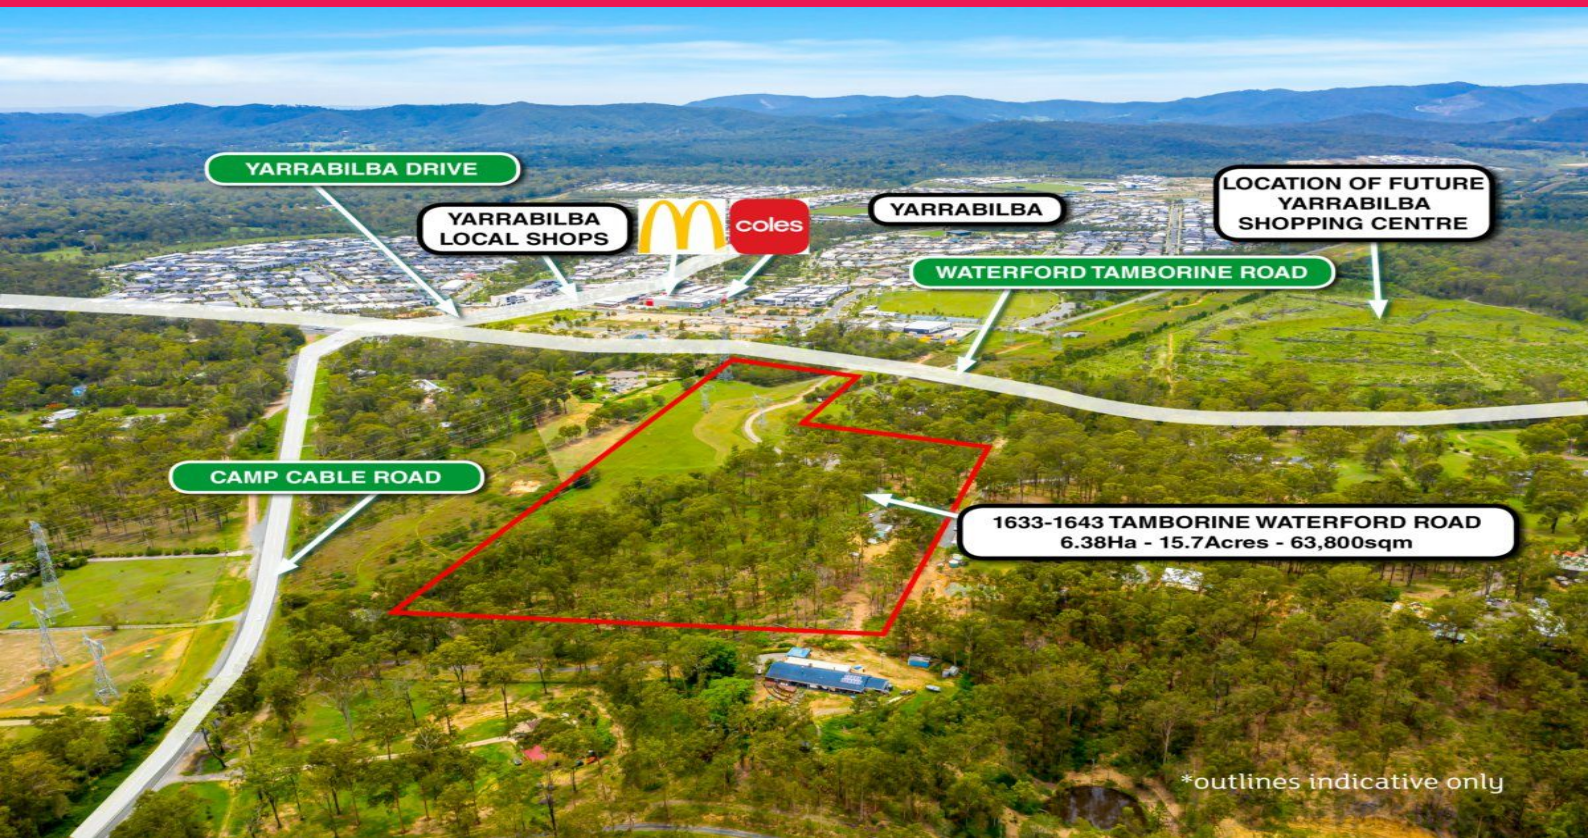 YARRABILBA DRIVE
YARRABILBA
LOCAL SHOPS
coles
YARRABILBA
LOCATION OF FUTURE
YARRABILBA
SHOPPING CENTRE
WATERFORD TAMBORINE ROAD
CAMP CABLE ROAD
1633-1643 TAMBORINE WATERFORD ROAD
6.38Ha - 15.7Acres - 63,800sqm
*outlines indicative only